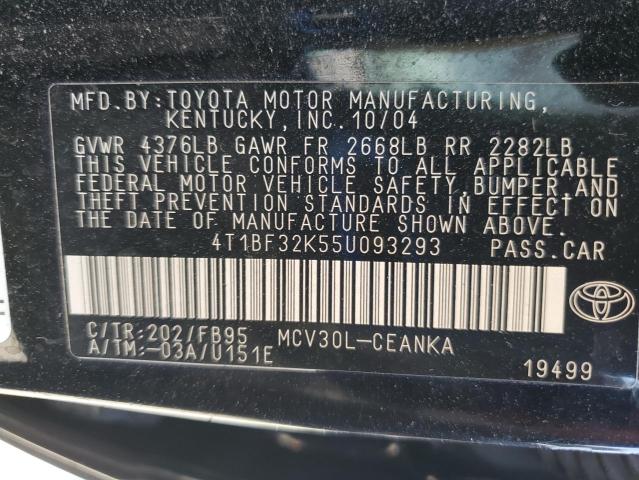 MFD.BY:TOYOTA MOTOR MANUFACTURING,
KENTUCKY,INC.10/04
GVWR 4376LB GAWR FR 2668LB RR 2282LB
THIS VEHICLE CONFORMS TO ALL APPLICABLE
FEDERAL MOTOR VEHICLE SAFETY,BUMPER,AND
THEFT PREVENTION STANDARDS IN EFFECT ON
THE DATE OF MANUFACTURE SHOWN ABOVE.
4T1BF32K55U093293 PASS.CAR
C/TR:202/FB95 MCV30L-CEANKA
A/TM:-03A/U151E
19499